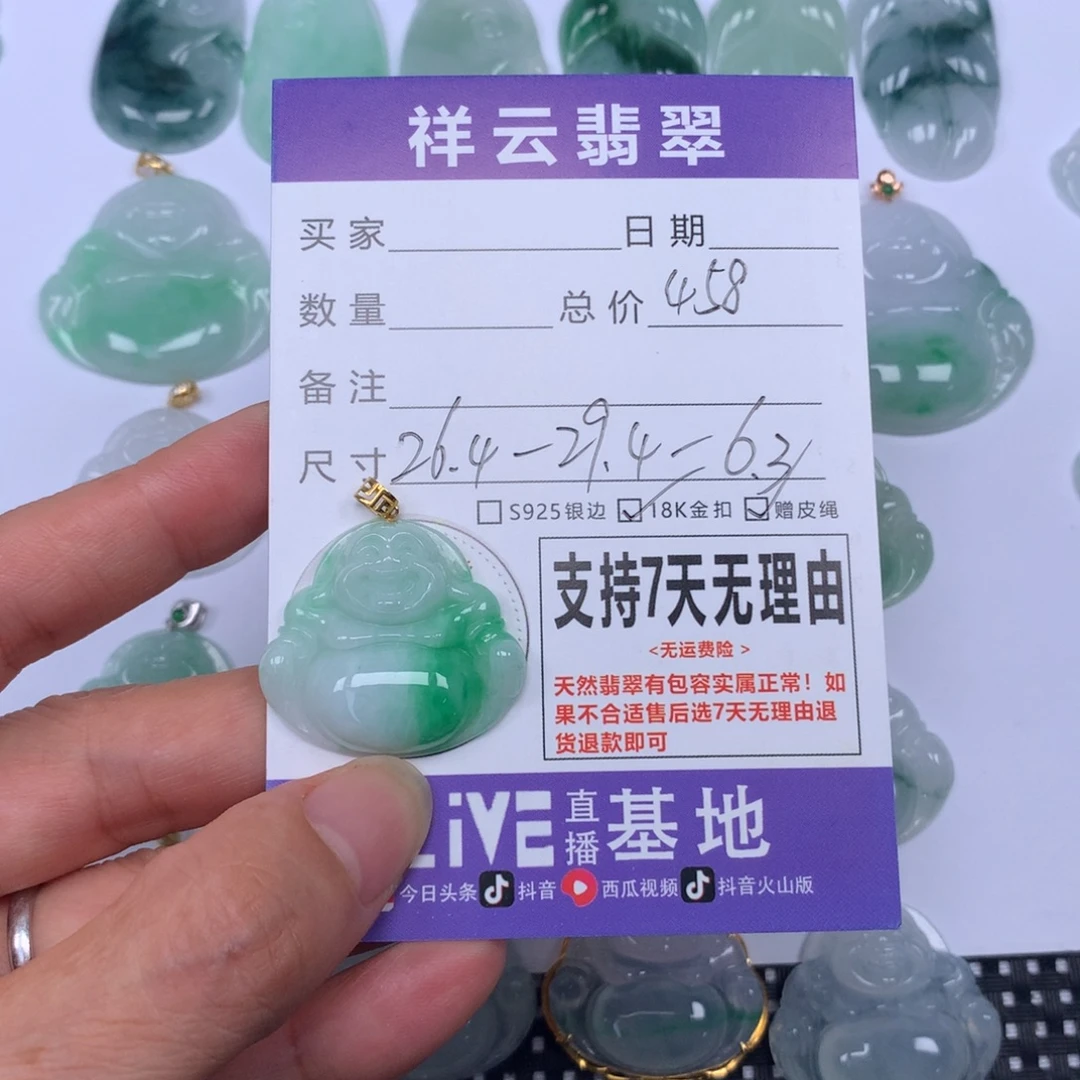 祥云翡翠
买家 日期
数量 总价 458
备注
尺寸 26.4-29.4=6.3
S925银边 18K金扣 赠皮绳
支持7天无理由
<无运费险>
天然翡翠有包容实属正常！如
果不合适售后选7天无理由退
货退款即可
LiVE 直播 基地
今日头条 抖音 西瓜视频 抖音火山版